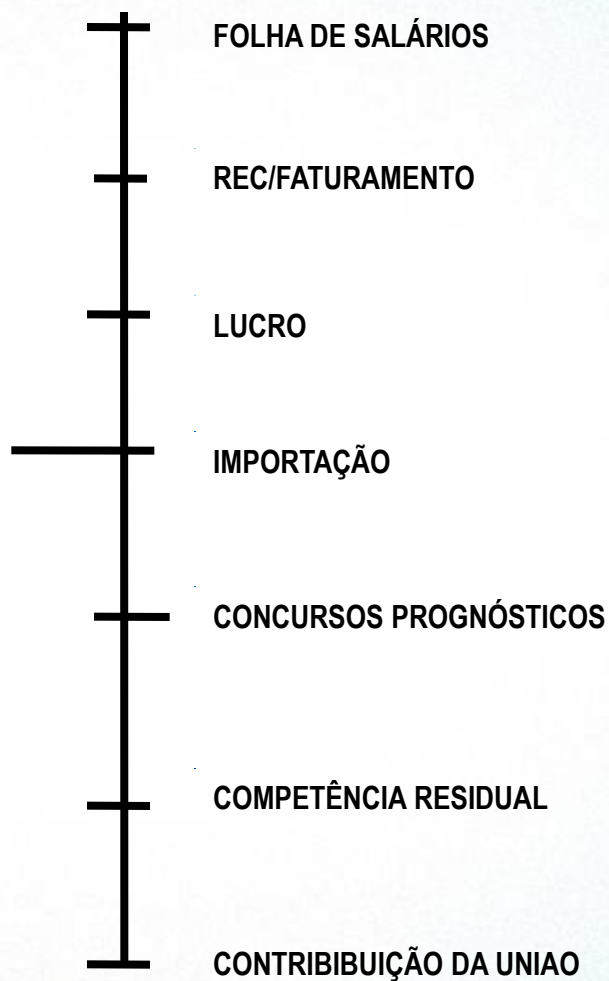 FOLHA DE SALÁRIOS
REC/FATURAMENTO
LUCRO
IMPORTAÇÃO
CONCURSOS PROGNÓSTICOS
COMPETÊNCIA RESIDUAL
CONTRIBIBUIÇÃO DA UNIAO